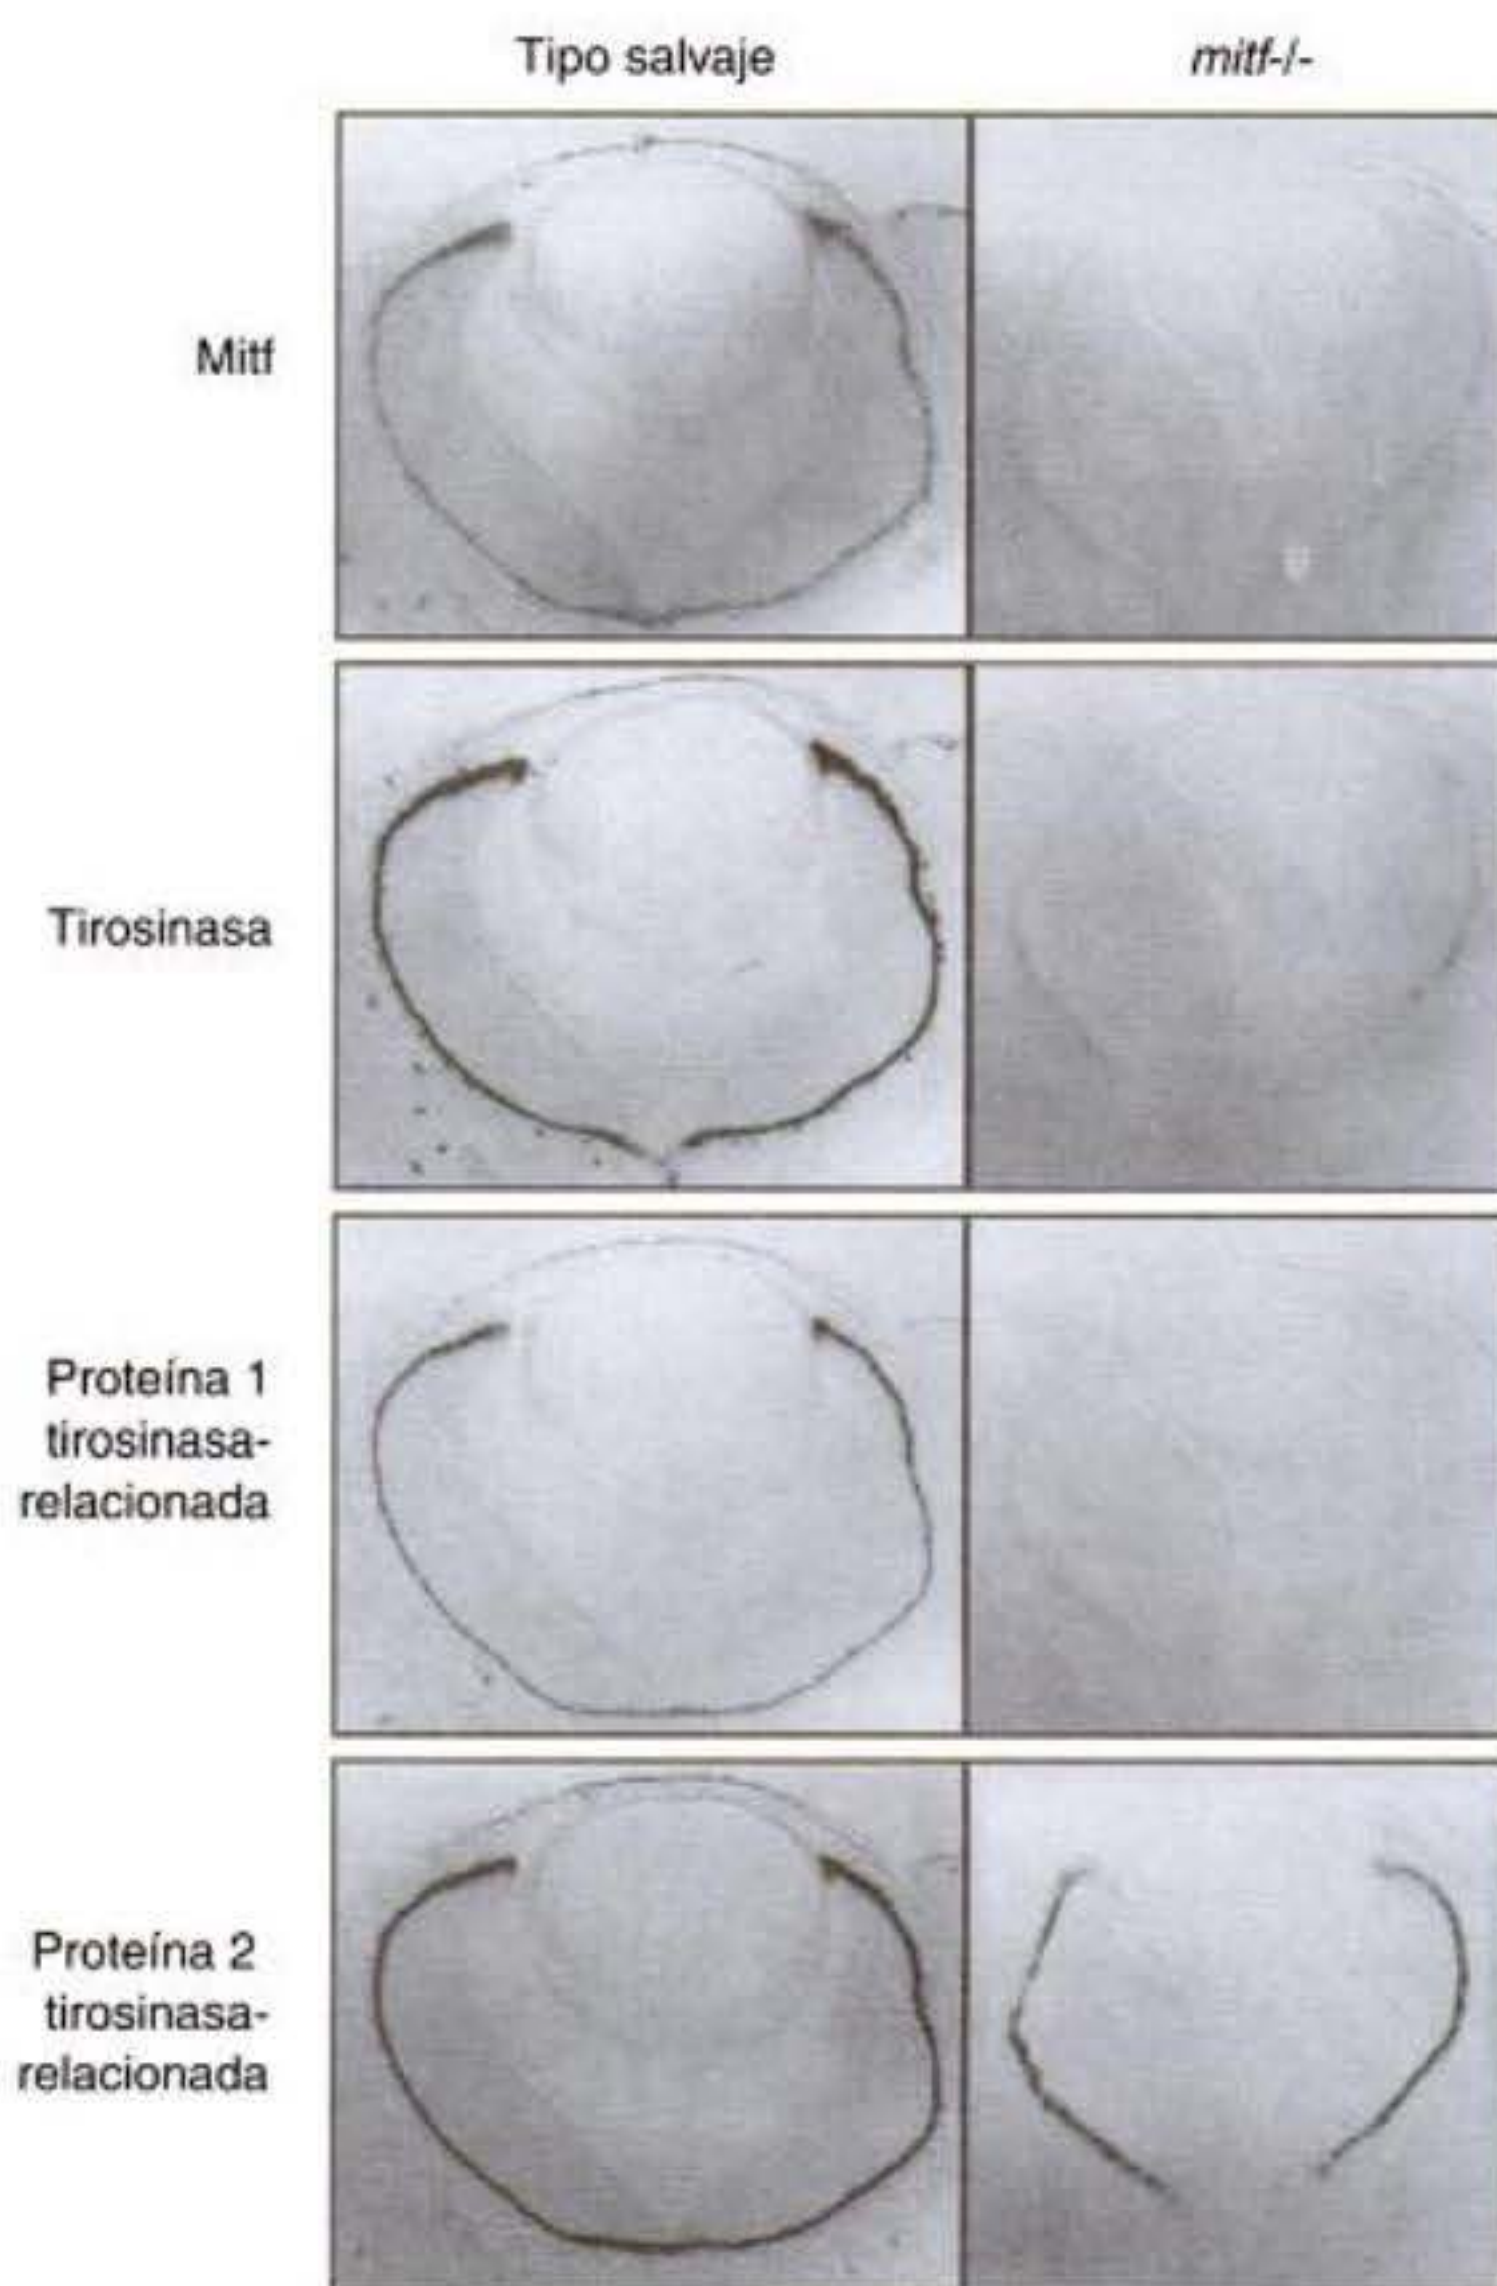 Tipo salvaje
mitf-/-
Mitf
Tirosinasa
Proteína 1
tirosinasa-
relacionada
Proteína 2
tirosinasa-
relacionada